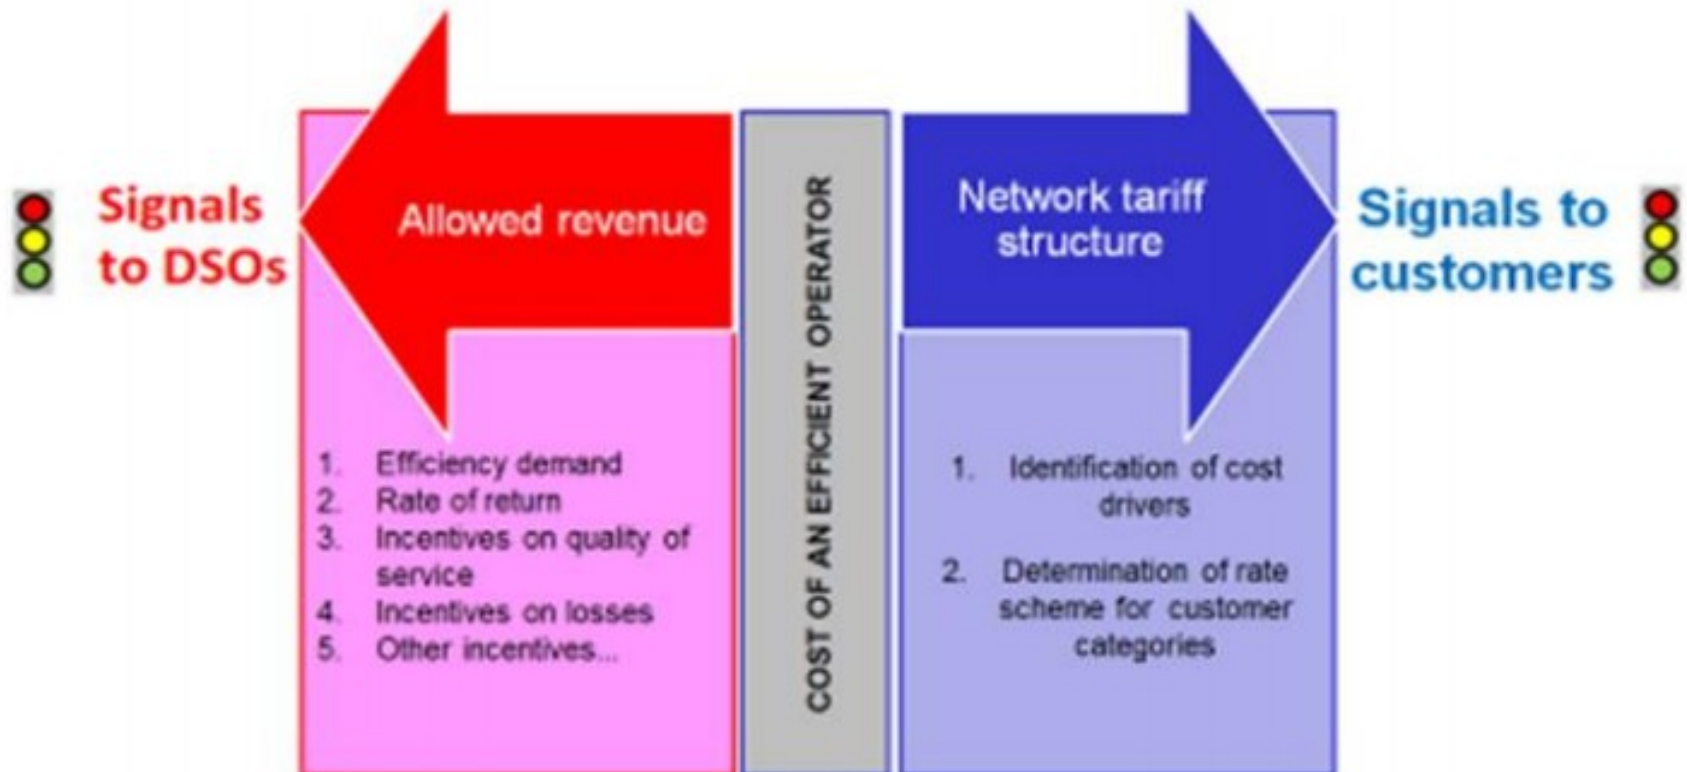 Signals
to DSOs
Allowed revenue
1. Efficiency demand
2. Rate of return
3. Incentives on quality of
service
4. Incentives on losses
5. Other incentives...
COST OF AN EFFICIENT OPERATOR
Network tariff
structure
1. Identification of cost
drivers
2. Determination of rate
scheme for customer
categories
Signals to
customers